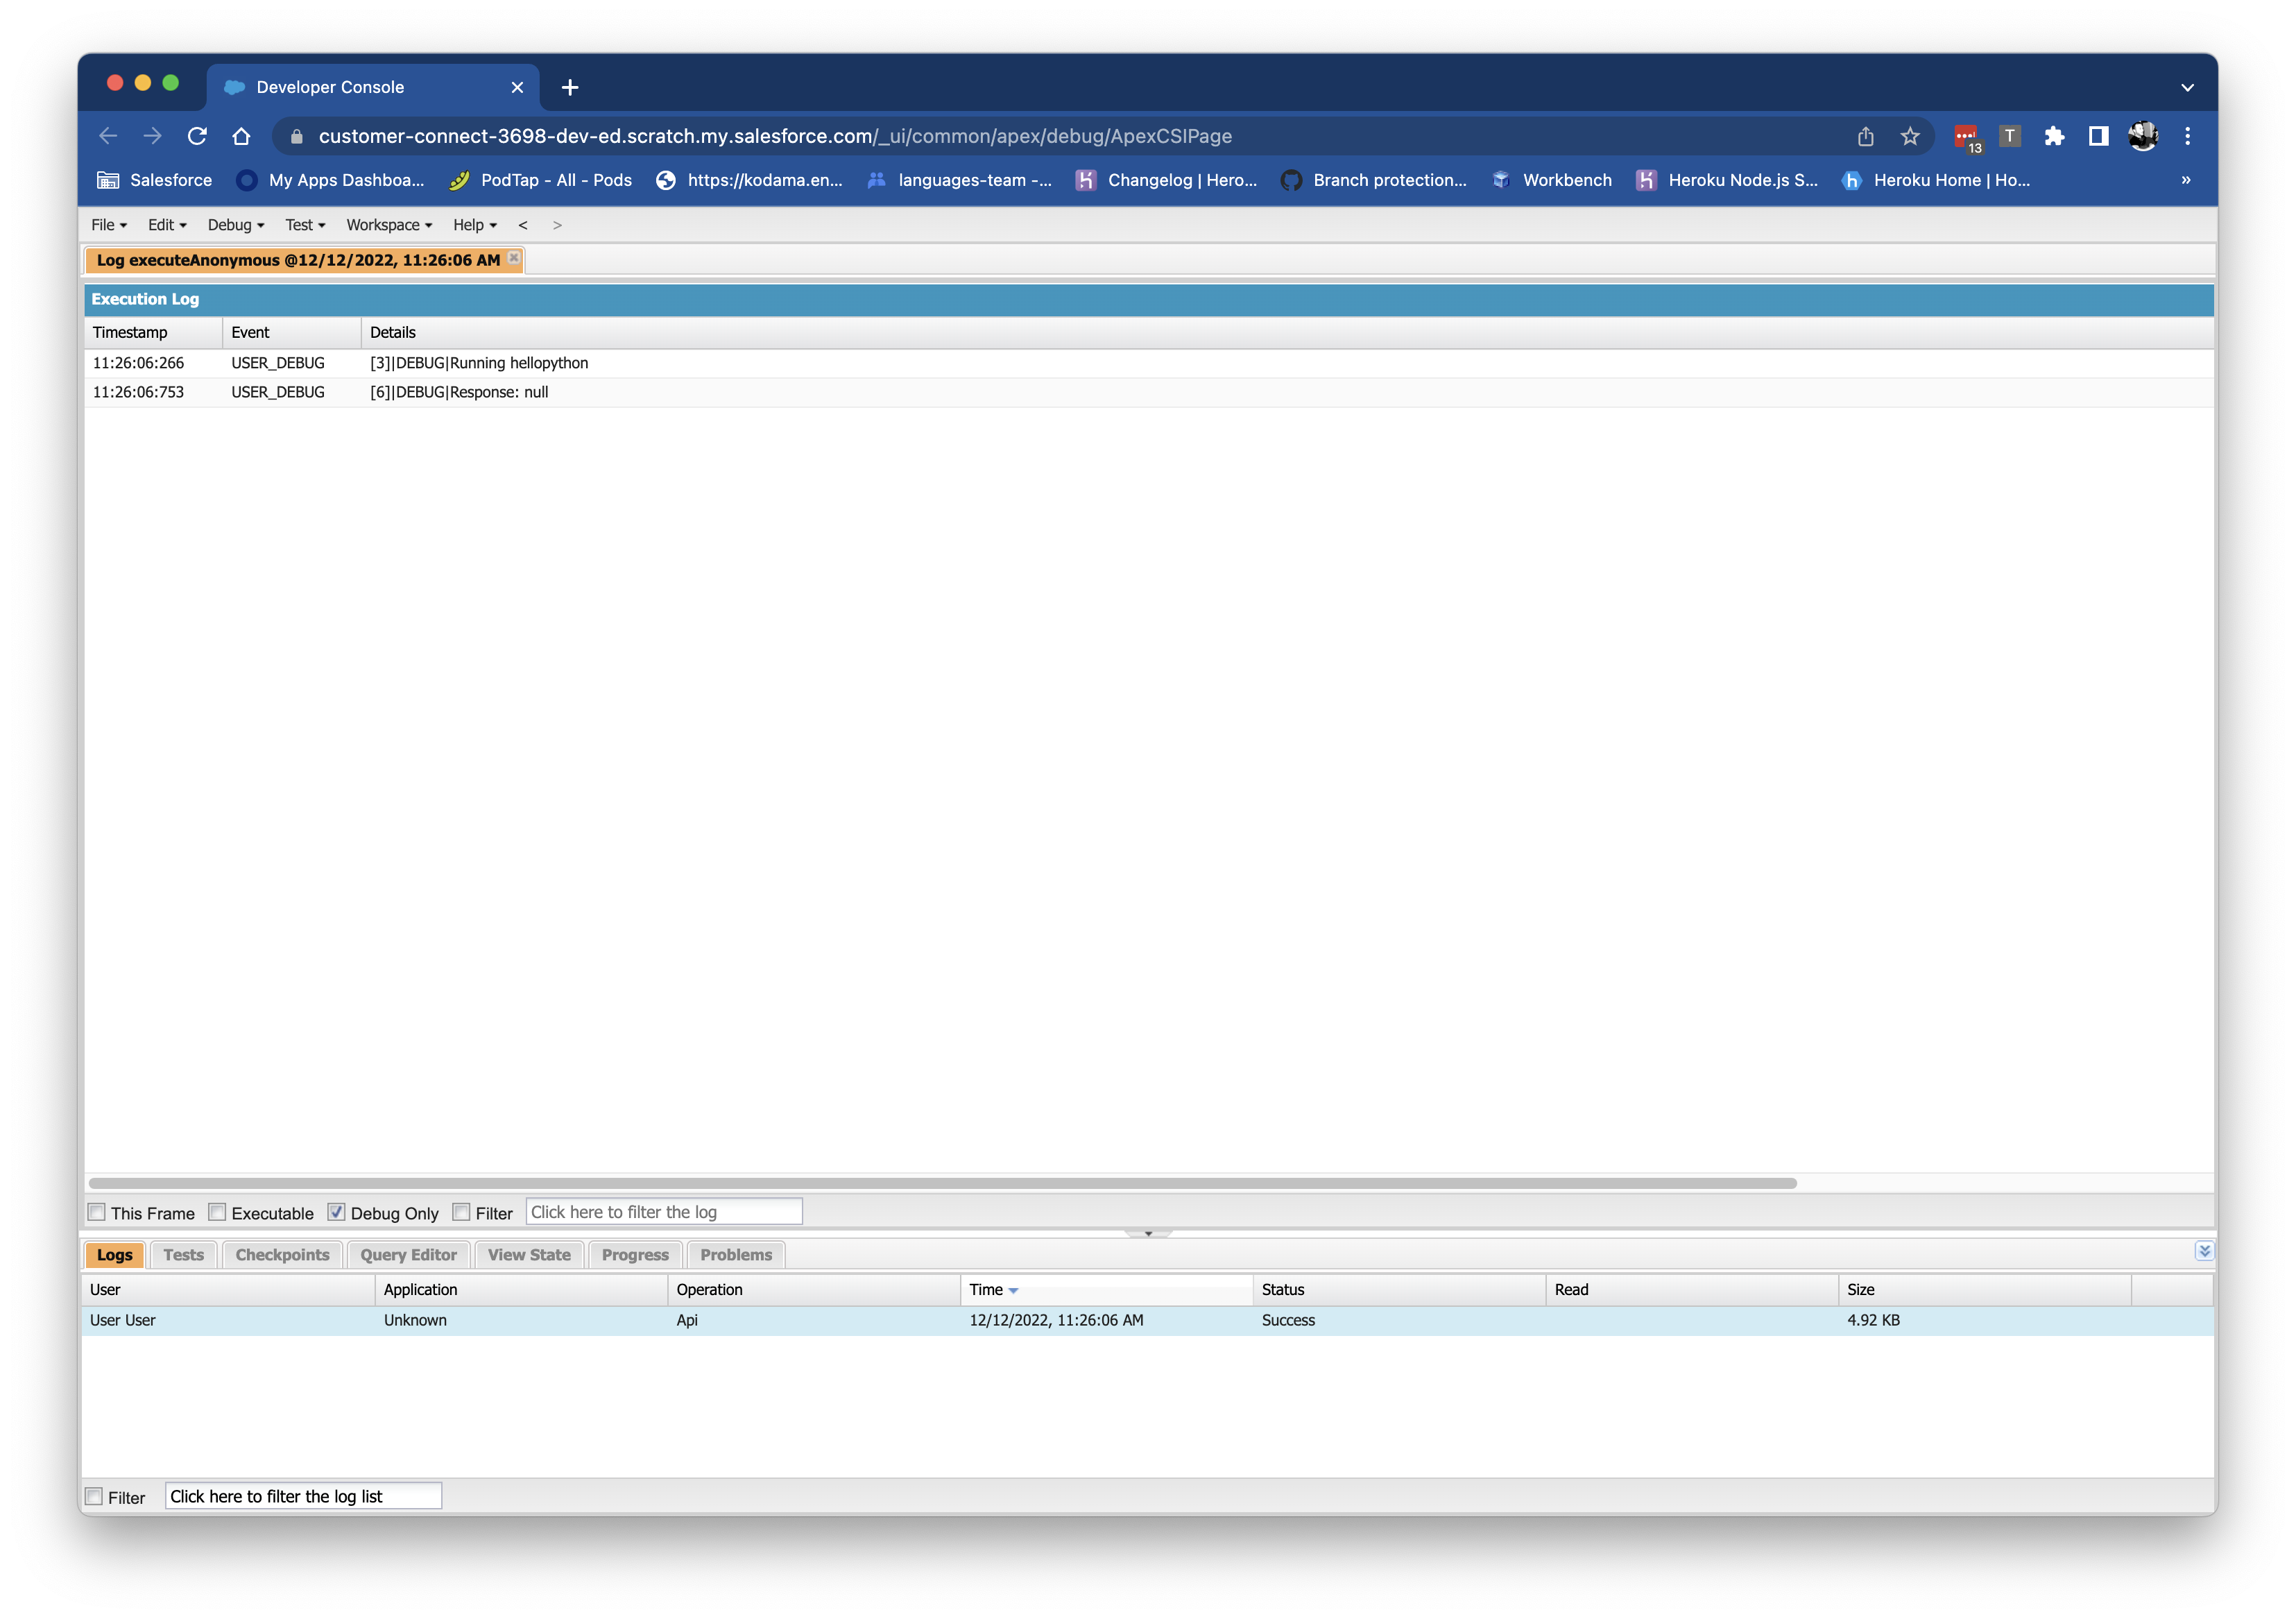 Developer Console
customer-connect-3698-dev-ed.scratch.my.salesforce.com/_ui/common/apex/debug/ApexCSIPage
13
T
Salesforce My Apps Dashboa... PodTap - All - Pods https://kodama.en... languages-team -... Changelog | Hero... Branch protection... Workbench Heroku Node.js S... Heroku Home | Ho... »
File Edit Debug Test Workspace Help < >
Log executeAnonymous @12/12/2022, 11:26:06 AM
Execution Log
Timestamp Event Details
11:26:06:266 USER_DEBUG [3]|DEBUG|Running hellopython
11:26:06:753 USER_DEBUG [6]|DEBUG|Response: null
This Frame Executable Debug Only Filter Click here to filter the log
Logs Tests Checkpoints Query Editor View State Progress Problems
User Application Operation Time Status Read Size
User User Unknown Api 12/12/2022, 11:26:06 AM Success 4.92 KB
Filter Click here to filter the log list